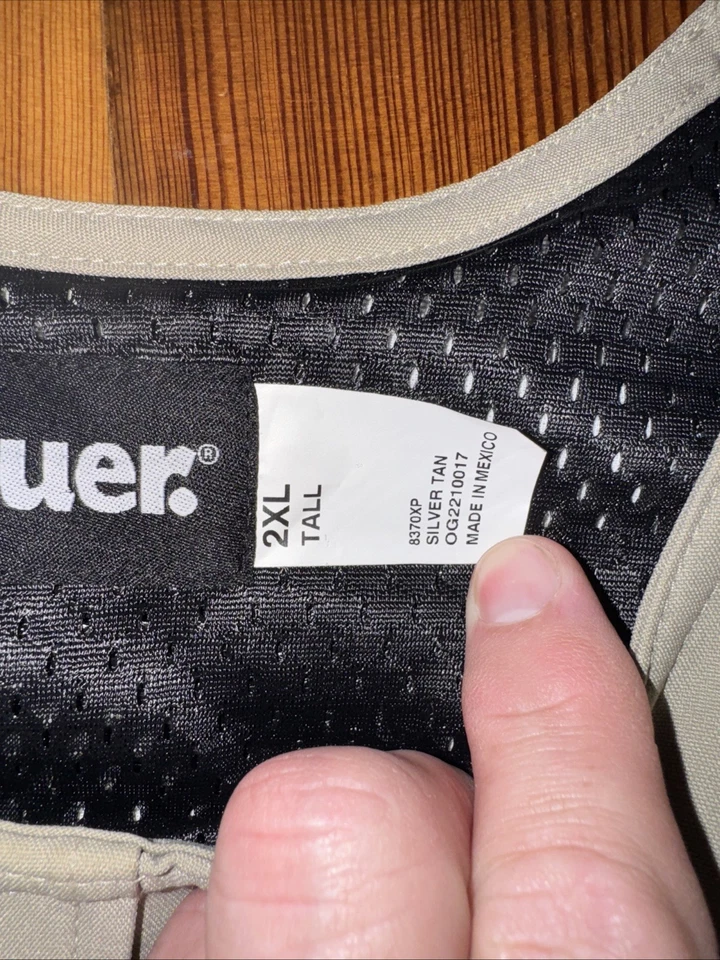 uer.®
2XL
TALL
8370XP
SILVER TAN
OG2210017
MADE IN MEXICO